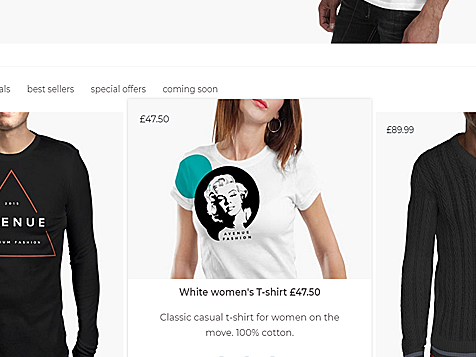 als best sellers special offers coming soon
£47.50
£89.99
2015
ENUE
UM FASHION
AVENUE
FASHION
White women's T-shirt £47.50
Classic casual t-shirt for women on the
move. 100% cotton.